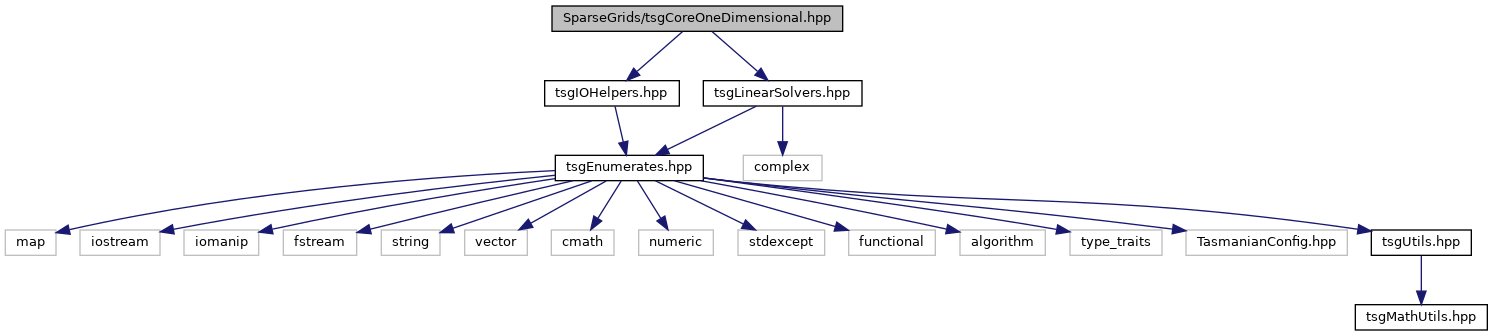 SparseGrids/tsgCoreOneDimensional.hpp
tsgIOHelpers.hpp
tsgLinearSolvers.hpp
tsgEnumerates.hpp
complex
map
iostream
iomanip
fstream
string
vector
cmath
numeric
stdexcept
functional
algorithm
type_traits
TasmanianConfig.hpp
tsgUtils.hpp
tsgMathUtils.hpp